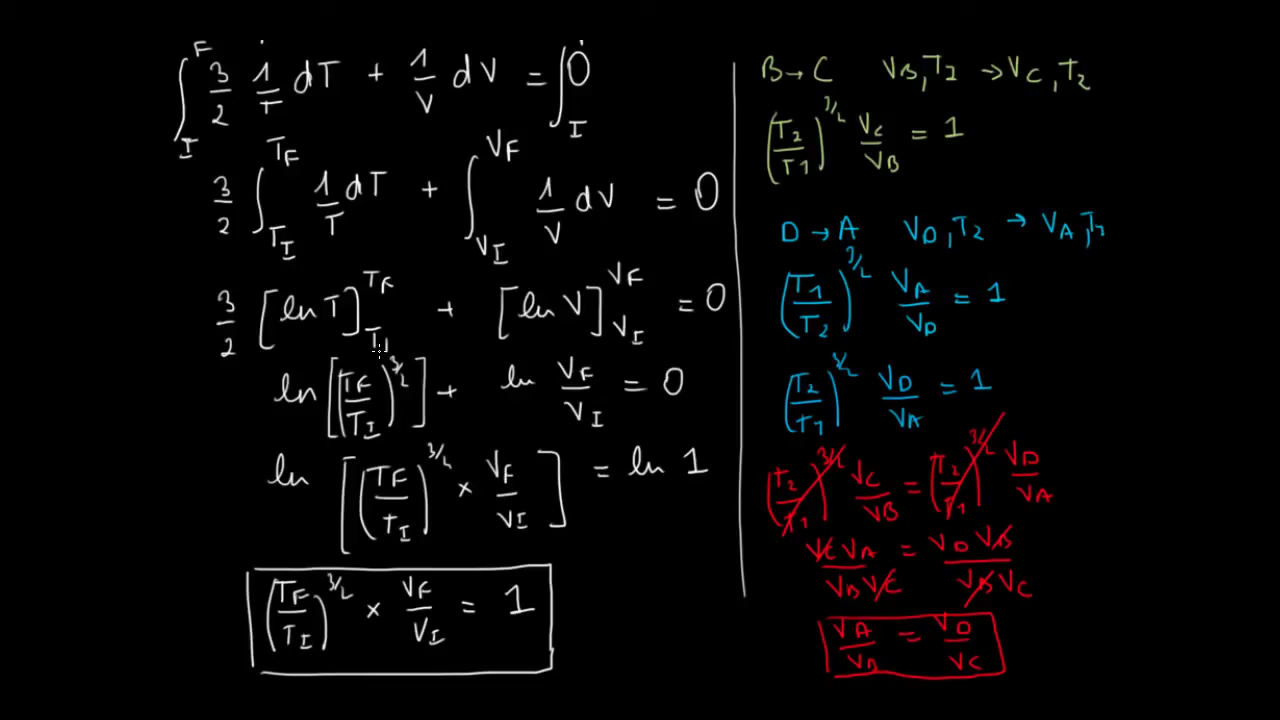 ∫_I^F 3/2 1/T dT + 1/V dV = ∫_I 0
3/2 ∫_{T_I}^{T_F} 1/T dT + ∫_{V_I}^{V_F} 1/V dV = 0
3/2 [ln T]_{T_I}^{T_F} + [ln V]_{V_I}^{V_F} = 0
ln [(T_F/T_I)^{3/2}] + ln V_F/V_I = 0
ln [(T_F/T_I)^{3/2} × V_F/V_I] = ln 1
(T_F/T_I)^{3/2} × V_F/V_I = 1
B → C V_B, T_2 → V_C, T_2
(T_2/T_1)^{3/2} V_C/V_B = 1
D → A V_D, T_2 → V_A, T_1
(T_1/T_2)^{3/2} V_A/V_D = 1
(T_2/T_1)^{3/2} V_D/V_A = 1
(T_2/T_1)^{3/2} V_C/V_B = (T_2/T_1)^{3/2} V_D/V_A
V_C V_A/V_B V_C = V_D V_B/V_B V_C
V_A/V_B = V_D/V_C